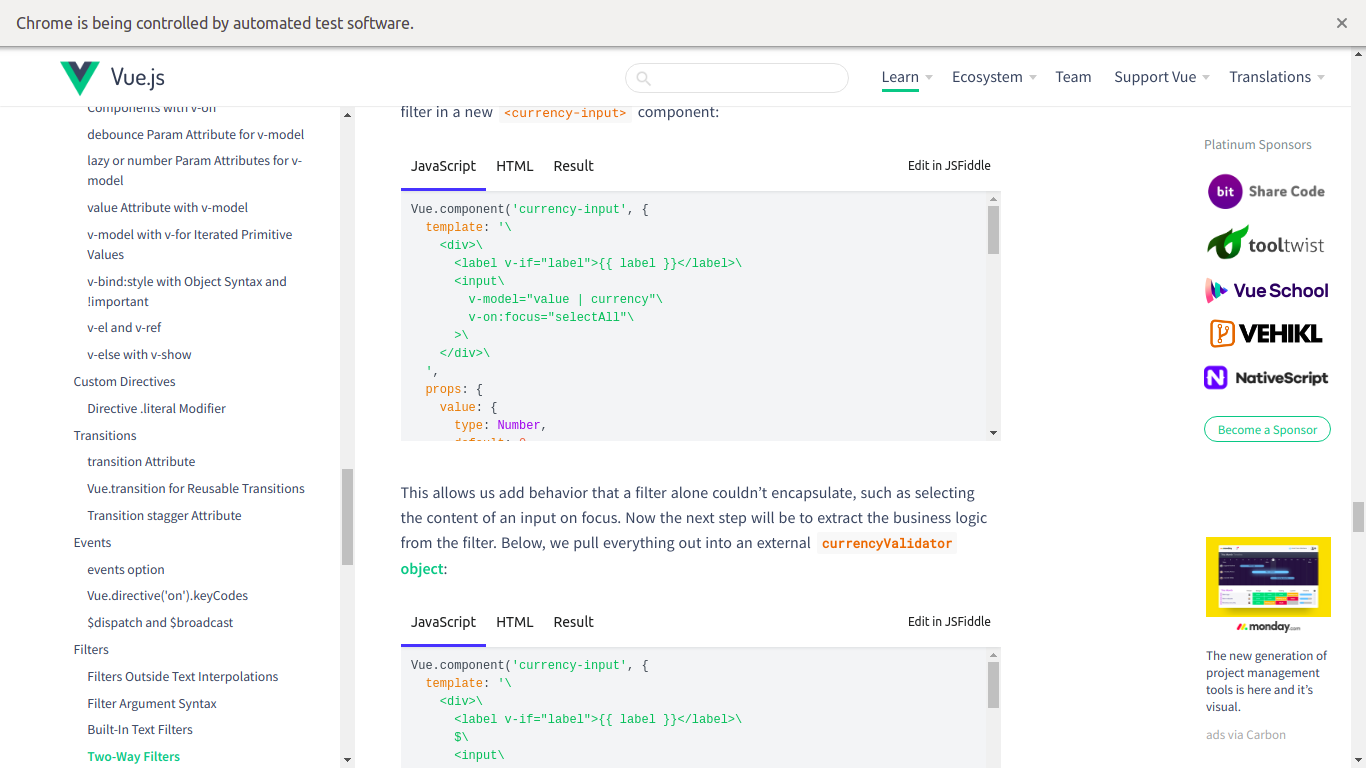 Chrome is being controlled by automated test software.
Vue.js
Learn
Ecosystem
Team
Support Vue
Translations
Components with v-on
debounce Param Attribute for v-model
lazy or number Param Attributes for v-
model
value Attribute with v-model
v-model with v-for Iterated Primitive
Values
v-bind:style with Object Syntax and
!important
v-el and v-ref
v-else with v-show
Custom Directives
Directive .literal Modifier
Transitions
transition Attribute
Vue.transition for Reusable Transitions
Transition stagger Attribute
Events
events option
Vue.directive('on').keyCodes
$dispatch and $broadcast
Filters
Filters Outside Text Interpolations
Filter Argument Syntax
Built-In Text Filters
Two-Way Filters
filter in a new <currency-input> component:
JavaScript HTML Result Edit in JSFiddle
Vue.component('currency-input', {
template: '\
<div>\
<label v-if="label">{{ label }}</label>\
<input\
v-model="value | currency"\
v-on:focus="selectAll"\
>\
</div>\
',
props: {
value: {
type: Number,
default: 0
This allows us add behavior that a filter alone couldn’t encapsulate, such as selecting
the content of an input on focus. Now the next step will be to extract the business logic
from the filter. Below, we pull everything out into an external currencyValidator
object:
JavaScript HTML Result Edit in JSFiddle
Vue.component('currency-input', {
template: '\
<div>\
<label v-if="label">{{ label }}</label>\
$\
<input\
Platinum Sponsors
bit Share Code
tooltwist
Vue School
VEHIKL
NativeScript
Become a Sponsor
monday.com
The new generation of
project management
tools is here and it’s
visual.
ads via Carbon